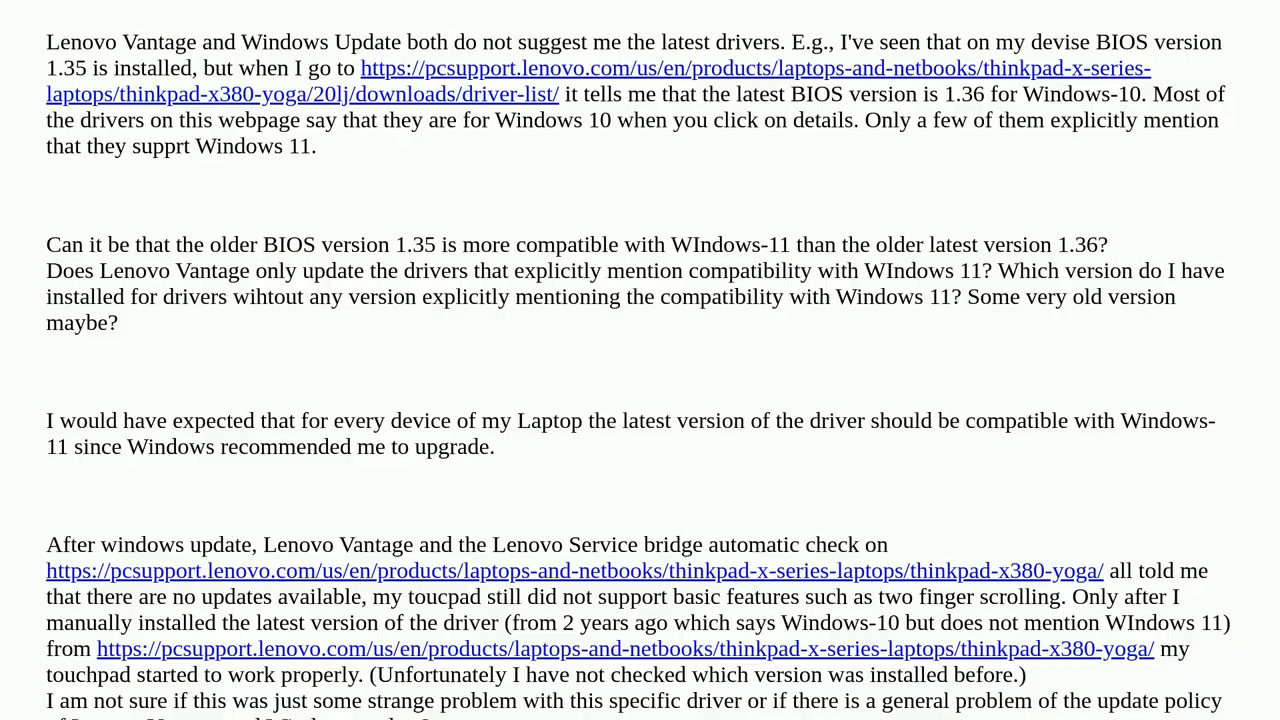 Lenovo Vantage and Windows Update both do not suggest me the latest drivers. E.g., I've seen that on my devise BIOS version
1.35 is installed, but when I go to https://pcsupport.lenovo.com/us/en/products/laptops-and-netbooks/thinkpad-x-series-
laptops/thinkpad-x380-yoga/20lj/downloads/driver-list/ it tells me that the latest BIOS version is 1.36 for Windows-10. Most of
the drivers on this webpage say that they are for Windows 10 when you click on details. Only a few of them explicitly mention
that they supprt Windows 11.
Can it be that the older BIOS version 1.35 is more compatible with WIndows-11 than the older latest version 1.36?
Does Lenovo Vantage only update the drivers that explicitly mention compatibility with WIndows 11? Which version do I have
installed for drivers wihtout any version explicitly mentioning the compatibility with Windows 11? Some very old version
maybe?
I would have expected that for every device of my Laptop the latest version of the driver should be compatible with Windows-
11 since Windows recommended me to upgrade.
After windows update, Lenovo Vantage and the Lenovo Service bridge automatic check on
https://pcsupport.lenovo.com/us/en/products/laptops-and-netbooks/thinkpad-x-series-laptops/thinkpad-x380-yoga/ all told me
that there are no updates available, my toucpad still did not support basic features such as two finger scrolling. Only after I
manually installed the latest version of the driver (from 2 years ago which says Windows-10 but does not mention WIndows 11)
from https://pcsupport.lenovo.com/us/en/products/laptops-and-netbooks/thinkpad-x-series-laptops/thinkpad-x380-yoga/ my
touchpad started to work properly. (Unfortunately I have not checked which version was installed before.)
I am not sure if this was just some strange problem with this specific driver or if there is a general problem of the update policy